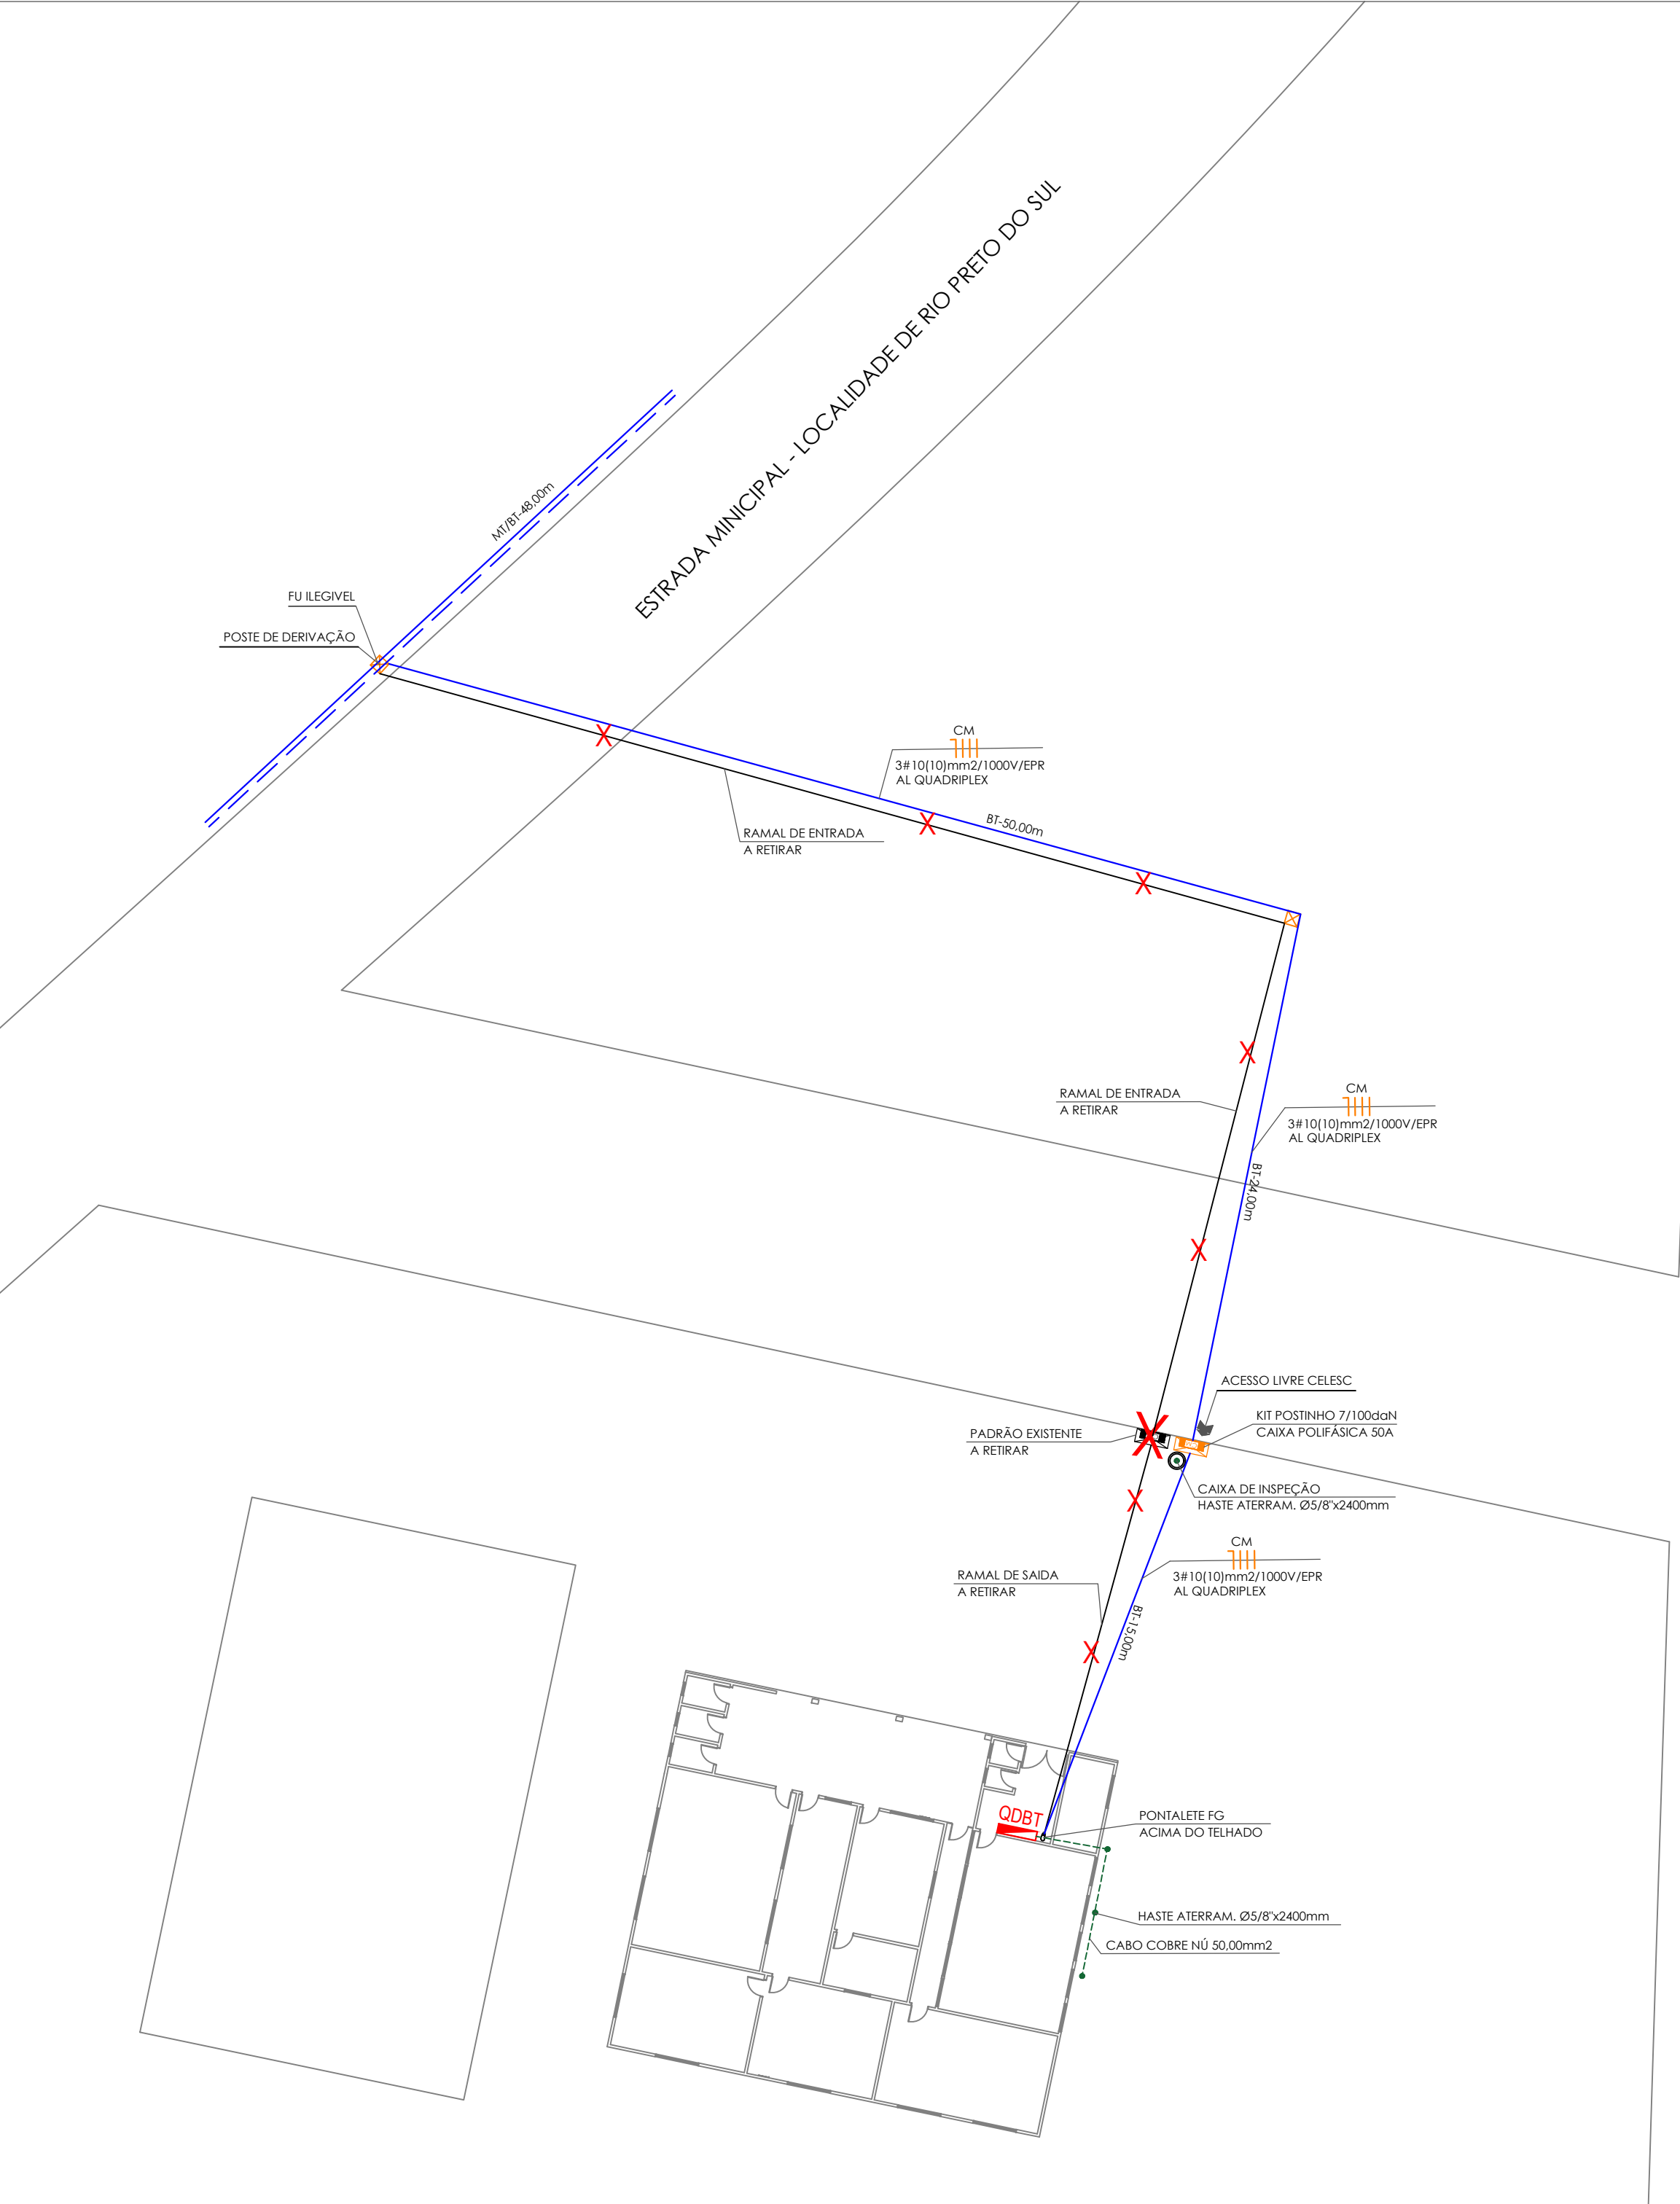 ESTRADA MINICIPAL - LOCALIDADE DE RIO PRETO DO SUL
MT/BT-48,00m
FU ILEGIVEL
POSTE DE DERIVAÇÃO
CM
3#10(10)mm2/1000V/EPR
AL QUADRIPLEX
BT-50,00m
RAMAL DE ENTRADA
A RETIRAR
RAMAL DE ENTRADA
A RETIRAR
CM
3#10(10)mm2/1000V/EPR
AL QUADRIPLEX
BT-24,00m
ACESSO LIVRE CELESC
KIT POSTINHO 7/100daN
CAIXA POLIFÁSICA 50A
PADRÃO EXISTENTE
A RETIRAR
CAIXA DE INSPEÇÃO
HASTE ATERRAM. Ø5/8"x2400mm
CM
3#10(10)mm2/1000V/EPR
AL QUADRIPLEX
RAMAL DE SAIDA
A RETIRAR
BT-15,00m
QDBT
PONTALETE FG
ACIMA DO TELHADO
HASTE ATERRAM. Ø5/8"x2400mm
CABO COBRE NÚ 50,00mm2